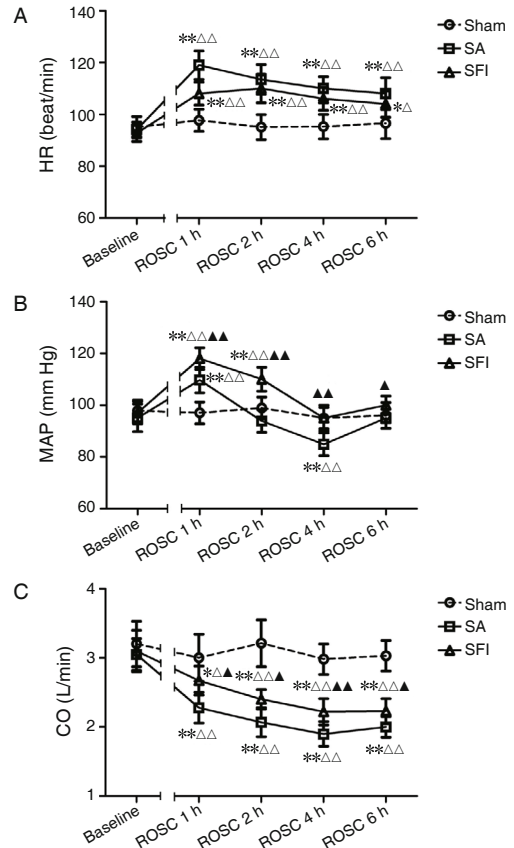 A
HR (beat/min)
140
120
100
80
60
**△△
**△△
**△△
**△△
**△△
**△△
**△△
*△
Sham
SA
SFI
Baseline
ROSC 1 h
ROSC 2 h
ROSC 4 h
ROSC 6 h
B
MAP (mm Hg)
140
120
100
80
60
**△△▲▲
**△△▲▲
**△△
▲▲
▲
**△△
Sham
SA
SFI
Baseline
ROSC 1 h
ROSC 2 h
ROSC 4 h
ROSC 6 h
C
CO (L/min)
4
3
2
1
*△▲
**△△▲
**△△▲▲
**△△▲
**△△
**△△
**△△
**△△
Sham
SA
SFI
Baseline
ROSC 1 h
ROSC 2 h
ROSC 4 h
ROSC 6 h